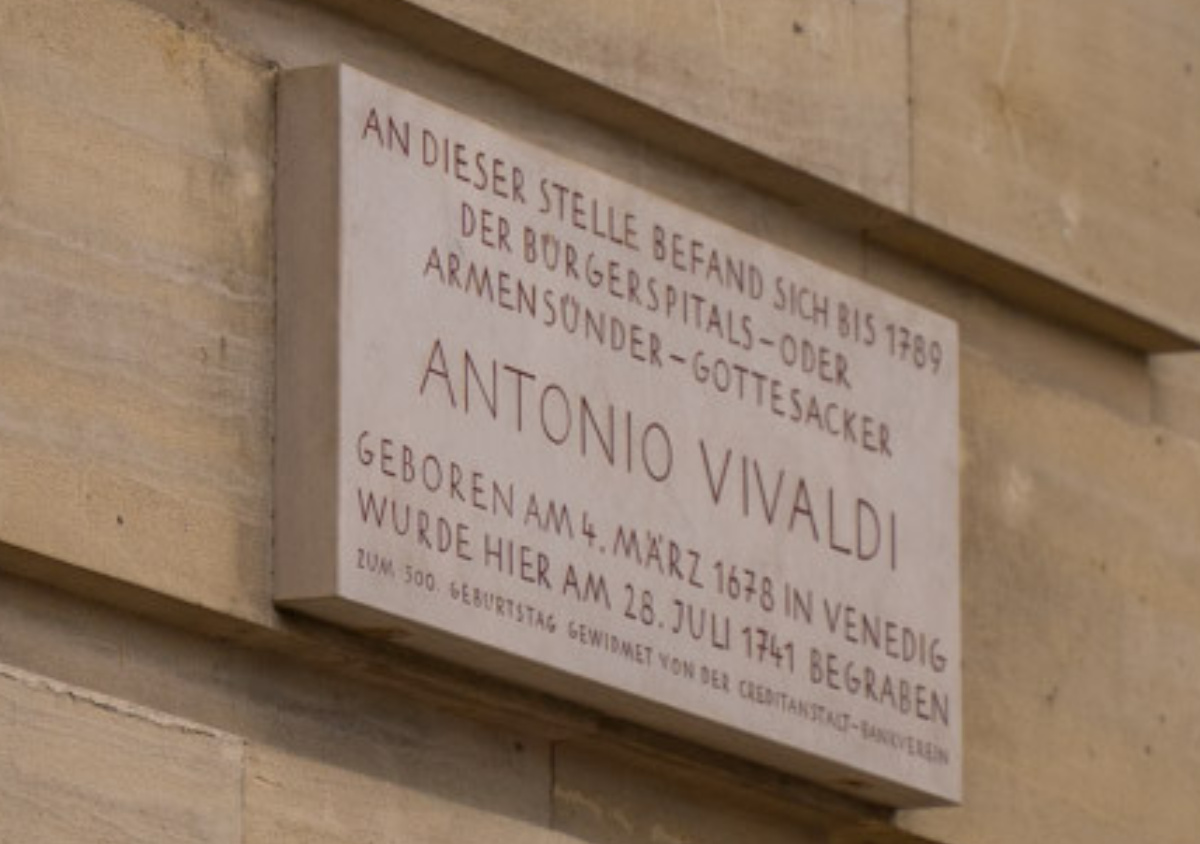 AN DIESER STELLE BEFAND SICH BIS 1789
DER BÜRGERSPITALS-ODER
ARMENSÜNDER-GOTTESACKER
ANTONIO VIVALDI
GEBOREN AM 4. MÄRZ 1678 IN VENEDIG
WURDE HIER AM 28. JULI 1741 BEGRABEN
ZUM 300. GEBURTSTAG GEWIDMET VON DER CREDITANSTALT-BANKVEREIN